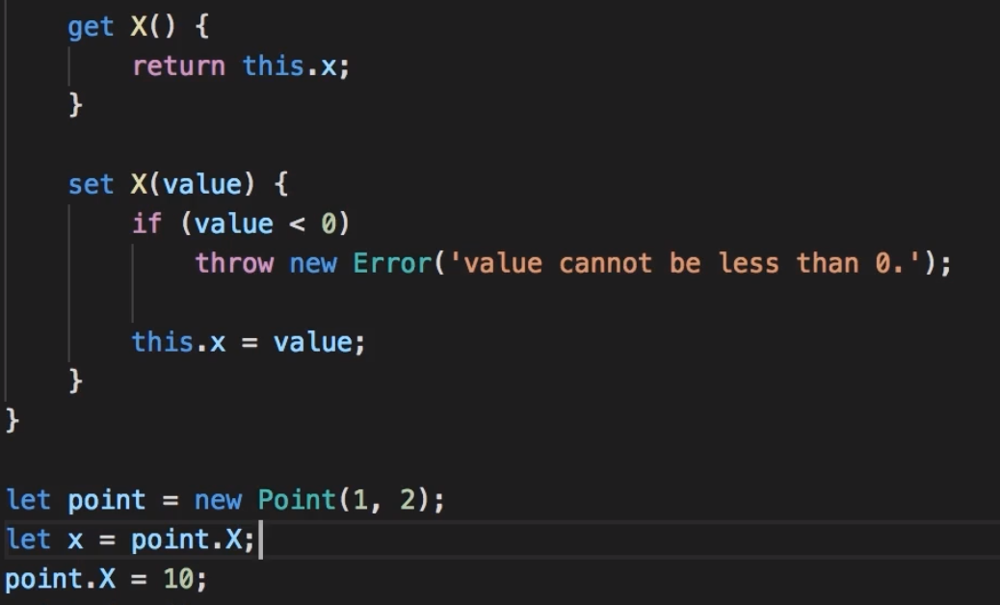 get X() {
return this.x;
}
set X(value) {
if (value < 0)
throw new Error('value cannot be less than 0.');
this.x = value;
}
}
let point = new Point(1, 2);
let x = point.X;
point.X = 10;